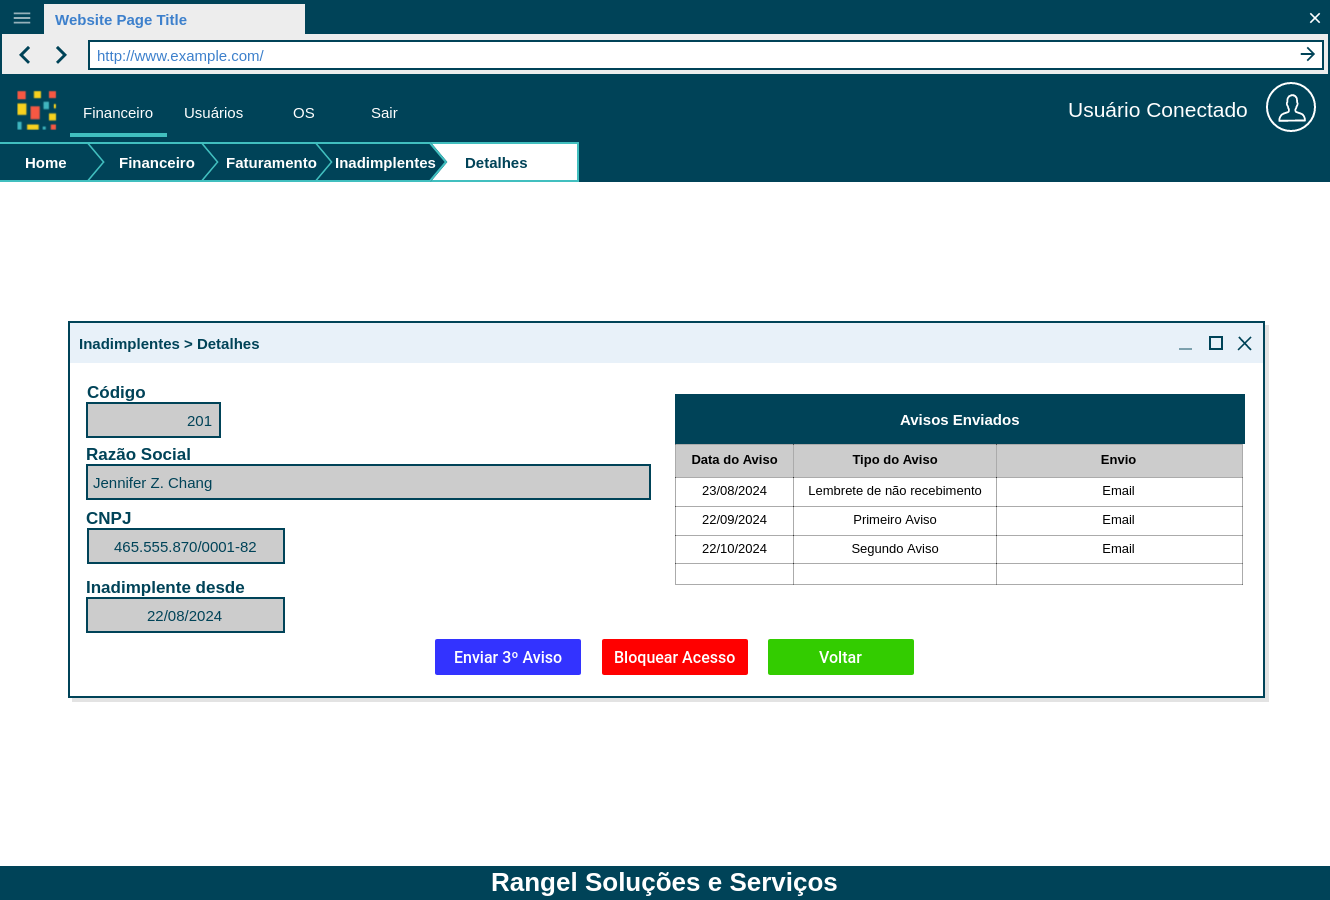 Website Page Title
http://www.example.com/
Financeiro Usuários OS Sair
Usuário Conectado
Home Financeiro Faturamento Inadimplentes Detalhes
Inadimplentes > Detalhes
Código
201
Razão Social
Jennifer Z. Chang
CNPJ
465.555.870/0001-82
Inadimplente desde
22/08/2024
Avisos Enviados
Data do Aviso Tipo do Aviso Envio
23/08/2024 Lembrete de não recebimento Email
22/09/2024 Primeiro Aviso Email
22/10/2024 Segundo Aviso Email
Enviar 3º Aviso Bloquear Acesso Voltar
Rangel Soluções e Serviços